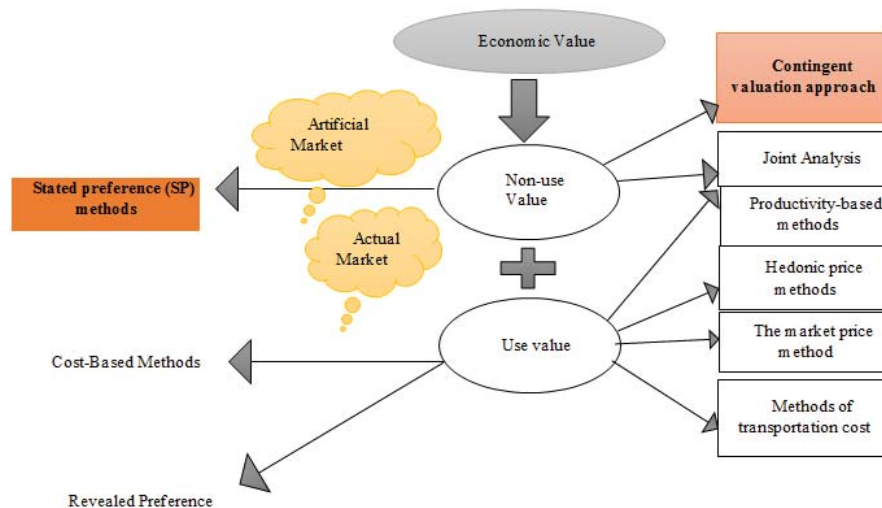 Economic Value
Contingent
valuation approach
Artificial
Market
Joint Analysis
Stated preference (SP)
methods
Non-use
Value
Productivity-based
methods
Actual
Market
Hedonic price
methods
Use value
The market price
method
Cost-Based Methods
Methods of
transportation cost
Revealed Preference